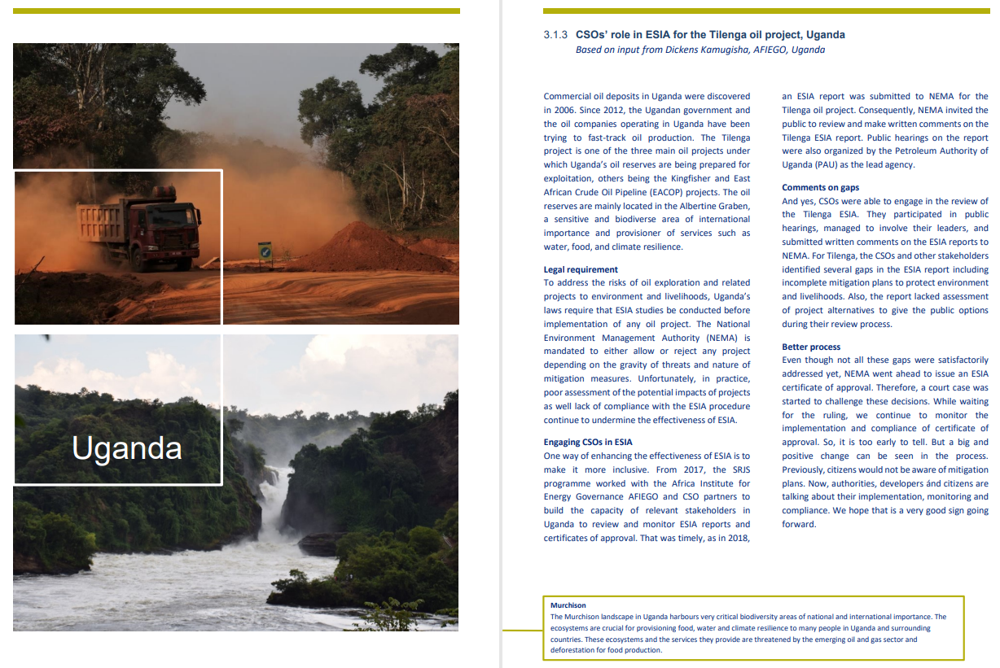 Uganda
3.1.3 CSOs’ role in ESIA for the Tilenga oil project, Uganda
Based on input from Dickens Kamugisha, AFIEGO, Uganda
Commercial oil deposits in Uganda were discovered
in 2006. Since 2012, the Ugandan government and
the oil companies operating in Uganda have been
trying to fast-track oil production. The Tilenga
project is one of the three main oil projects under
which Uganda’s oil reserves are being prepared for
exploitation, others being the Kingfisher and East
African Crude Oil Pipeline (EACOP) projects. The oil
reserves are mainly located in the Albertine Graben,
a sensitive and biodiverse area of international
importance and provisioner of services such as
water, food, and climate resilience.
Legal requirement
To address the risks of oil exploration and related
projects to environment and livelihoods, Uganda’s
laws require that ESIA studies be conducted before
implementation of any oil project. The National
Environment Management Authority (NEMA) is
mandated to either allow or reject any project
depending on the gravity of threats and nature of
mitigation measures. Unfortunately, in practice,
poor assessment of the potential impacts of projects
as well lack of compliance with the ESIA procedure
continue to undermine the effectiveness of ESIA.
Engaging CSOs in ESIA
One way of enhancing the effectiveness of ESIA is to
make it more inclusive. From 2017, the SRJS
programme worked with the Africa Institute for
Energy Governance AFIEGO and CSO partners to
build the capacity of relevant stakeholders in
Uganda to review and monitor ESIA reports and
certificates of approval. That was timely, as in 2018,
an ESIA report was submitted to NEMA for the
Tilenga oil project. Consequently, NEMA invited the
public to review and make written comments on the
Tilenga ESIA report. Public hearings on the report
were also organized by the Petroleum Authority of
Uganda (PAU) as the lead agency.
Comments on gaps
And yes, CSOs were able to engage in the review of
the Tilenga ESIA. They participated in public
hearings, managed to involve their leaders, and
submitted written comments on the ESIA reports to
NEMA. For Tilenga, the CSOs and other stakeholders
identified several gaps in the ESIA report including
incomplete mitigation plans to protect environment
and livelihoods. Also, the report lacked assessment
of project alternatives to give the public options
during their review process.
Better process
Even though not all these gaps were satisfactorily
addressed yet, NEMA went ahead to issue an ESIA
certificate of approval. Therefore, a court case was
started to challenge these decisions. While waiting
for the ruling, we continue to monitor the
implementation and compliance of certificate of
approval. So, it is too early to tell. But a big and
positive change can be seen in the process.
Previously, citizens would not be aware of mitigation
plans. Now, authorities, developers ánd citizens are
talking about their implementation, monitoring and
compliance. We hope that is a very good sign going
forward.
Murchison
The Murchison landscape in Uganda harbours very critical biodiversity areas of national and international importance. The
ecosystems are crucial for provisioning food, water and climate resilience to many people in Uganda and surrounding
countries. These ecosystems and the services they provide are threatened by the emerging oil and gas sector and
deforestation for food production.